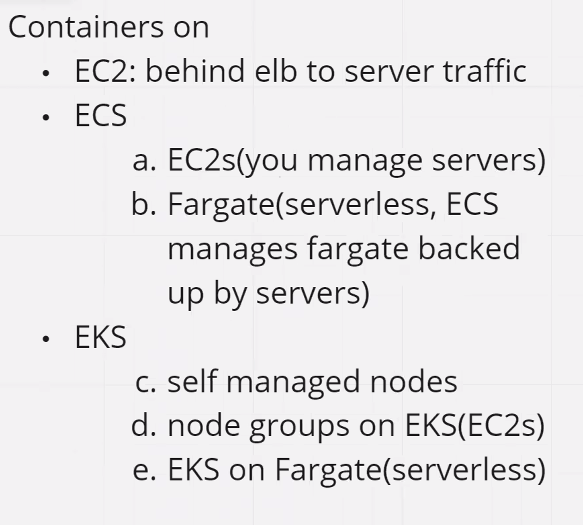 Containers on
• EC2: behind elb to server traffic
• ECS
a. EC2s(you manage servers)
b. Fargate(serverless, ECS
manages fargate backed
up by servers)
• EKS
c. self managed nodes
d. node groups on EKS(EC2s)
e. EKS on Fargate(serverless)